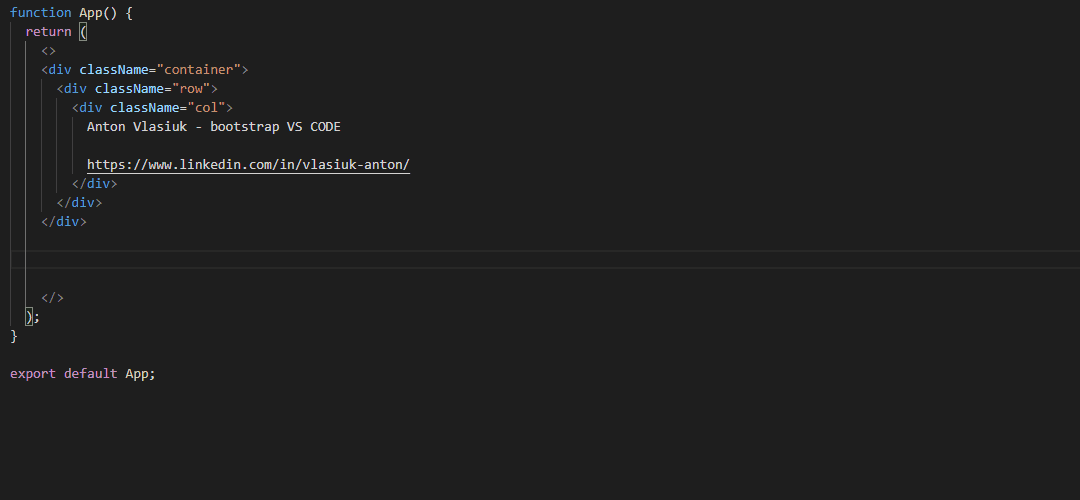 function App() {
return (
<>
<div className="container">
<div className="row">
<div className="col">
Anton Vlasiuk - bootstrap VS CODE
https://www.linkedin.com/in/vlasiuk-anton/
</div>
</div>
</div>
</>
);
}
export default App;